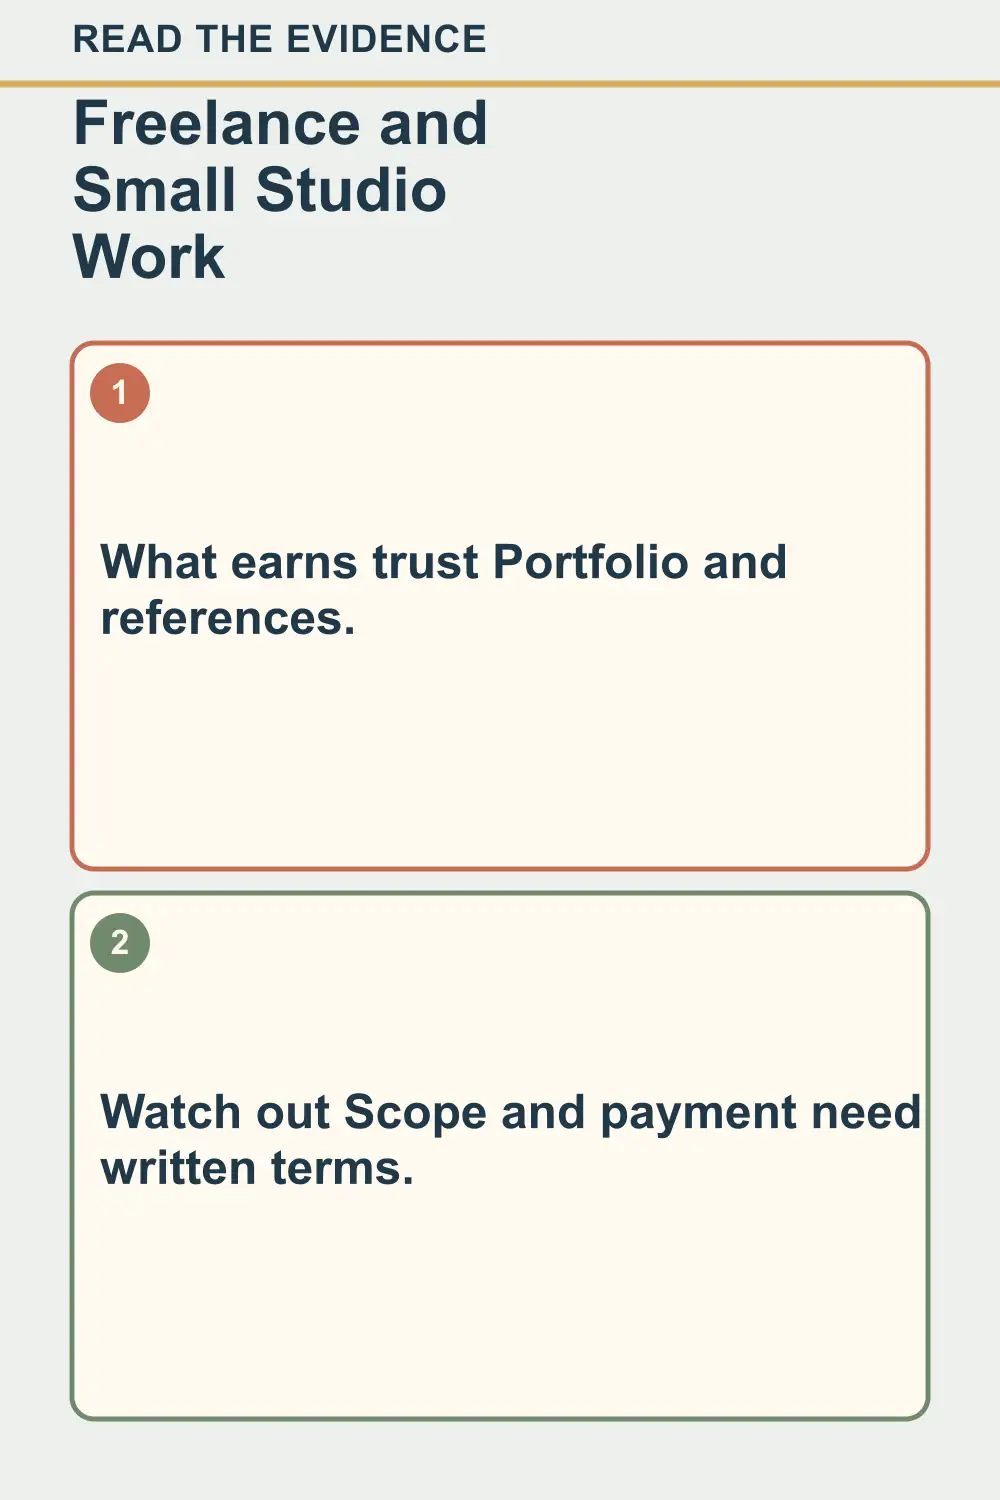 READ THE EVIDENCE
Freelance and
Small Studio
Work
1
What earns trust Portfolio and
references.
2
Watch out Scope and payment need
written terms.